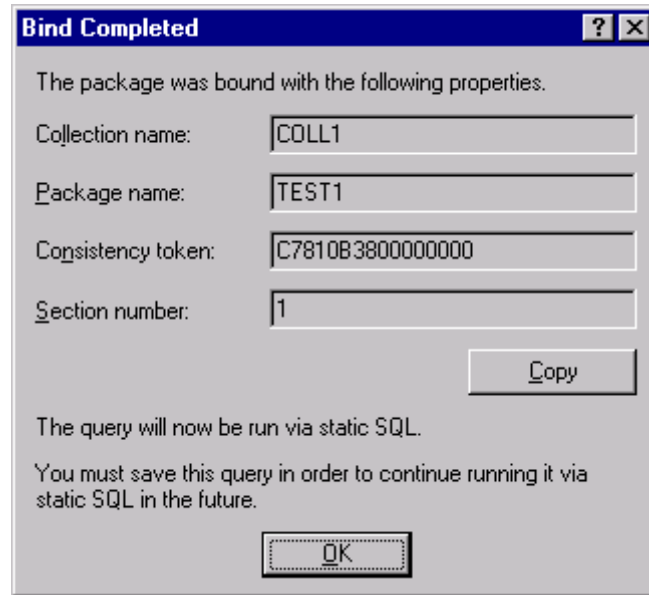 Bind Completed
The package was bound with the following properties.
Collection name: COLL1
Package name: TEST1
Consistency token: C7810B3800000000
Section number: 1
Copy
The query will now be run via static SQL.
You must save this query in order to continue running it via
static SQL in the future.
OK